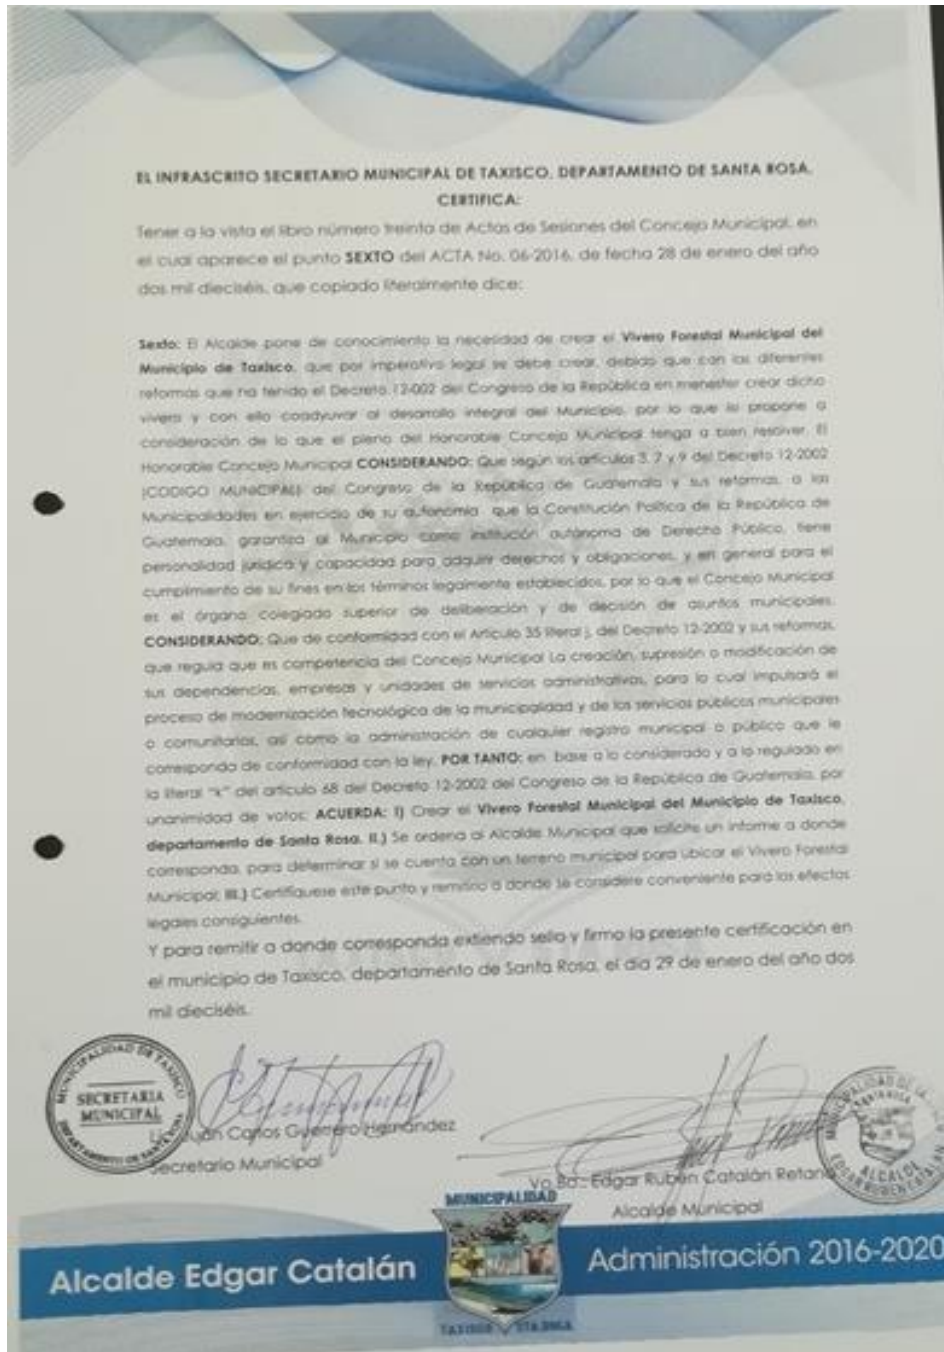 EL INFRASCRITO SECRETARIO MUNICIPAL DE TAXISCO, DEPARTAMENTO DE SANTA ROSA,
CERTIFICA:
Tener a la vista el libro número treinta de Actas de Sesiones del Concejo Municipal, en
el cual aparece el punto SEXTO del ACTA No. 06-2016, de fecha 28 de enero del año
dos mil dieciséis, que copiado literalmente dice:
Sexto: El Alcalde pone de conocimiento la necesidad de crear el Vivero Forestal Municipal del
Municipio de Taxisco, que por imperativo legal se debe crear, debido que con las diferentes
reformas que ha tenido el Decreto 12-002 del Congreso de la República en menester crear dicho
vivero y con ello coadyuvar al desarrollo integral del Municipio, por lo que lo propone a
consideración de lo que el pleno del Honorable Concejo Municipal tenga a bien resolver. El
Honorable Concejo Municipal CONSIDERANDO: Que según los artículos 3, 7 y 9 del Decreto 12-2002
(CODIGO MUNICIPAL) del Congreso de la República de Guatemala y sus reformas, a las
Municipalidades en ejercicio de su autonomía que la Constitución Política de la República de
Guatemala, garantiza al Municipio como institución autónoma de Derecho Público, tiene
personalidad jurídica y capacidad para adquirir derechos y obligaciones, y en general para el
cumplimiento de su fines en los términos legalmente establecidos, por lo que el Concejo Municipal
es el órgano colegiado superior de deliberación y de decisión de asuntos municipales.
CONSIDERANDO: Que de conformidad con el Artículo 35 literal j, del Decreto 12-2002 y sus reformas,
que regula que es competencia del Concejo Municipal La creación, supresión o modificación de
sus dependencias, empresas y unidades de servicios administrativos, para lo cual impulsará el
proceso de modernización tecnológica de la municipalidad y de los servicios públicos municipales
o comunitarios, así como la administración de cualquier registro municipal o público que le
corresponda de conformidad con la ley. POR TANTO: en base a lo considerado y a lo regulado en
la literal "k" del artículo 68 del Decreto 12-2002 del Congreso de la República de Guatemala, por
unanimidad de votos: ACUERDA: I) Crear el Vivero Forestal Municipal del Municipio de Taxisco,
departamento de Santa Rosa. II.) Se ordena al Alcalde Municipal que solicite un informe a donde
corresponda, para determinar si se cuenta con un terreno municipal para ubicar el Vivero Forestal
Municipal; III.) Certifíquese este punto y remítido a donde se considere conveniente para los efectos
legales consiguientes.
Y para remitir a donde corresponda extiendo sello y firmo la presente certificación en
el municipio de Taxisco, departamento de Santa Rosa, el día 29 de enero del año dos
mil dieciséis.
MUNICIPALIDAD DE TAXISCO
SECRETARIA
MUNICIPAL
DEPARTAMENTO DE SANTA ROSA
Juan Carlos Guerrero Hernández
Secretario Municipal
Vo.Bo.: Edgar Rubén Catalán Retana
Alcalde Municipal
MUNICIPALIDAD DE
ALCALDE
EDGAR RUBEN CATALAN
MUNICIPALIDAD
Alcalde Edgar Catalán
Administración 2016-2020
TAXISCO STA ROSA